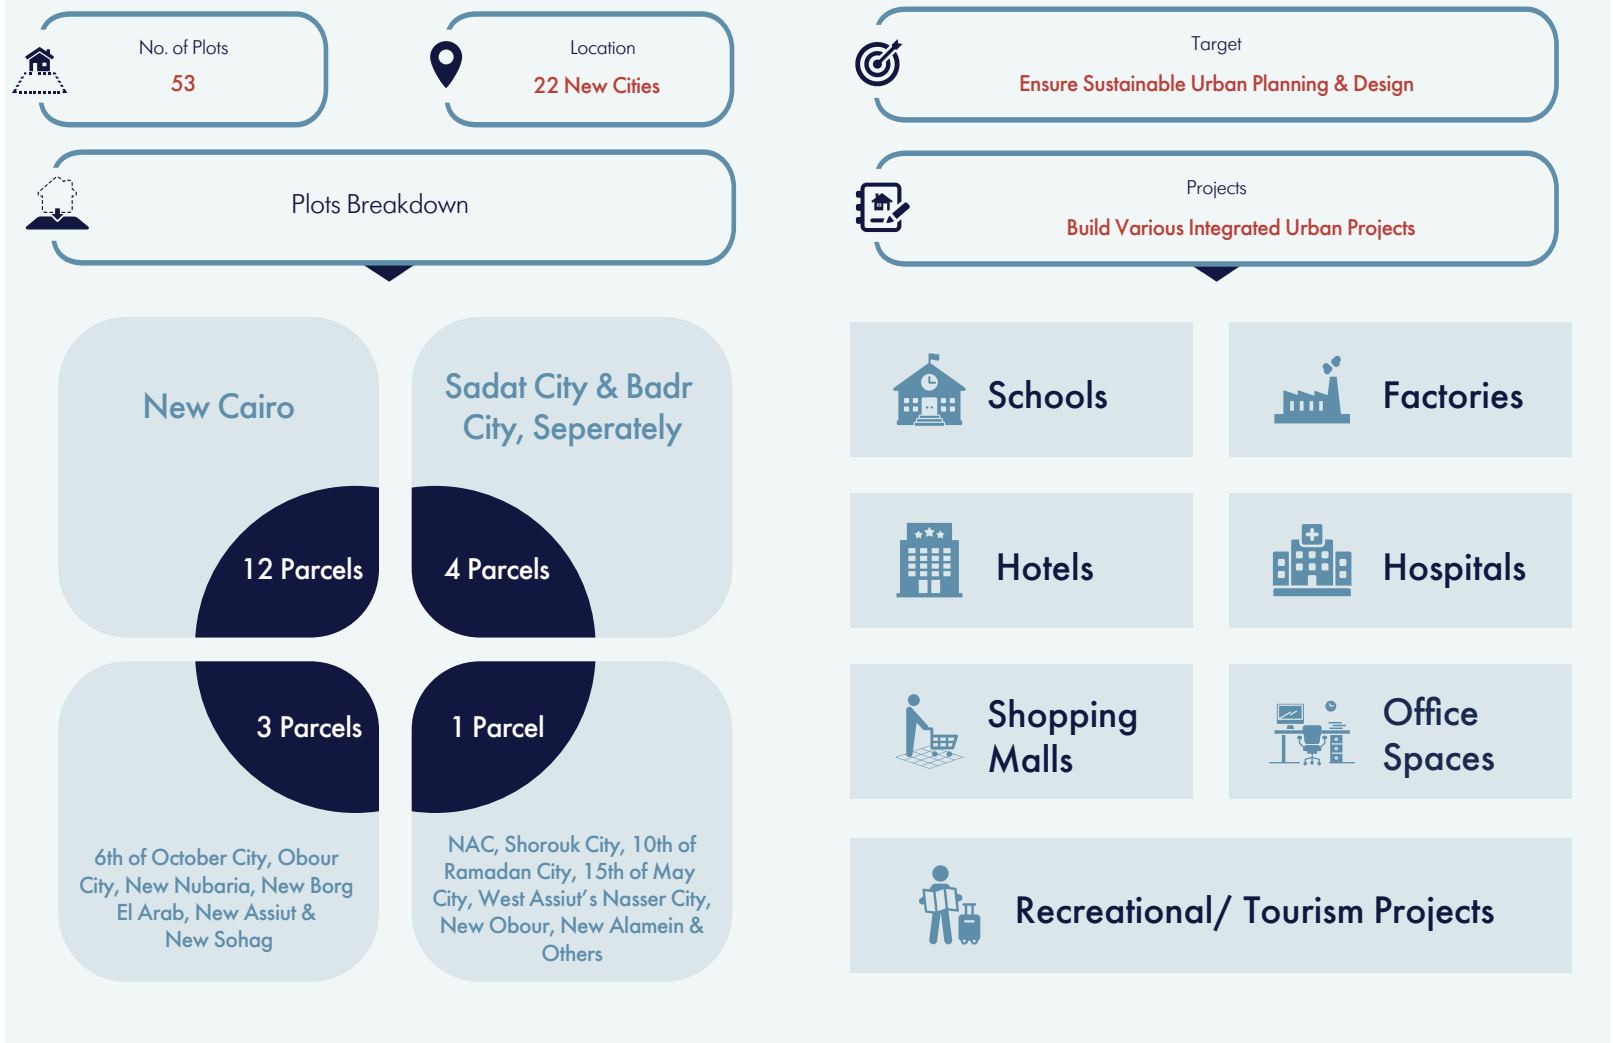 No. of Plots
53
Location
22 New Cities
Target
Ensure Sustainable Urban Planning & Design
Plots Breakdown
Projects
Build Various Integrated Urban Projects
New Cairo
12 Parcels
Sadat City & Badr
City, Seperately
4 Parcels
3 Parcels
6th of October City, Obour
City, New Nubaria, New Borg
El Arab, New Assiut &
New Sohag
1 Parcel
NAC, Shorouk City, 10th of
Ramadan City, 15th of May
City, West Assiut's Nasser City,
New Obour, New Alamein &
Others
Schools
Factories
Hotels
Hospitals
Shopping
Malls
Office
Spaces
Recreational/ Tourism Projects